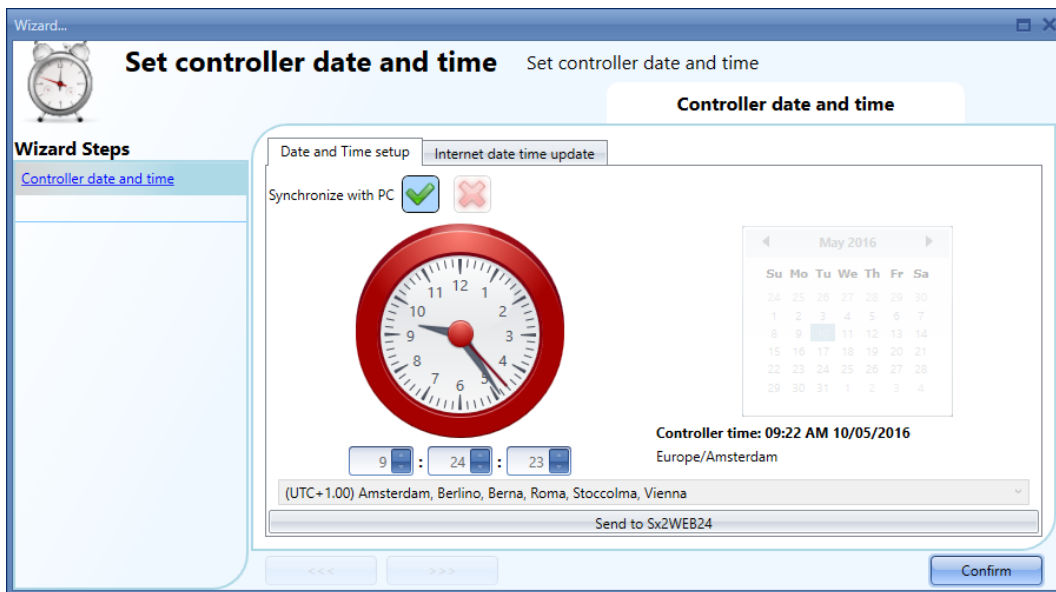 Wizard...
Set controller date and time
Set controller date and time
Controller date and time
Wizard Steps
Controller date and time
Date and Time setup
Internet date time update
Synchronize with PC
12
1
2
3
4
5
6
7
8
9
10
11
May 2016
Su Mo Tu We Th Fr Sa
24 25 26 27 28 29 30
1 2 3 4 5 6 7
8 9 11 12 13 14
15 16 17 18 19 20 21
22 23 24 25 26 27 28
29 30 31 1 2 3 4
Controller time: 09:22 AM 10/05/2016
Europe/Amsterdam
9 : 24 : 23
(UTC+1.00) Amsterdam, Berlino, Berna, Roma, Stoccolma, Vienna
Send to Sx2WEB24
<<< >>>
Confirm